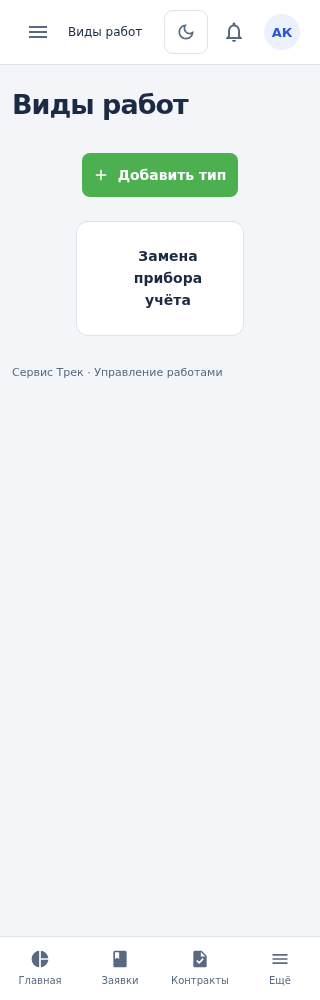 Виды работ
АК
Виды работ
Добавить тип
Замена
прибора
учёта
Сервис Трек · Управление работами
Главная
Заявки
Контракты
Ещё